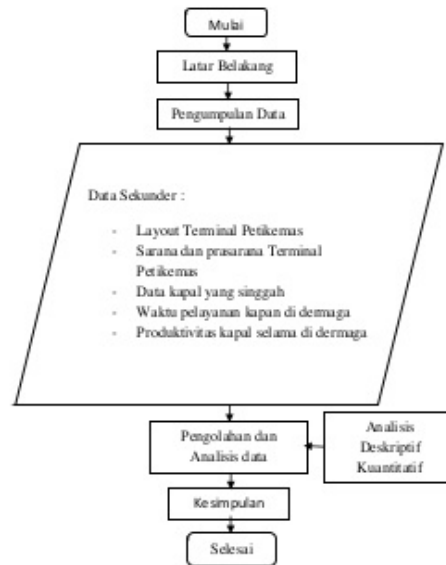 Mulai
Latar Belakang
Pengumpulan Data
Data Sekunder :
- Layout Terminal Petikemas
- Sarana dan prasarana Terminal
Petikemas
- Data kapal yang singgah
- Waktu pelayanan kapan di dermaga
- Produktivitas kapal selama di dermaga
Pengolahan dan
Analisis data
Analisis
Deskriptif
Kuantitatif
Kesimpulan
Selesai